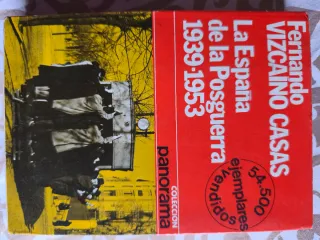 Fernando
VIZCAINO CASAS
La España
de la Posguerra
1939-1953
54.500
ejemplares
vendidos
COLECCION
panorama